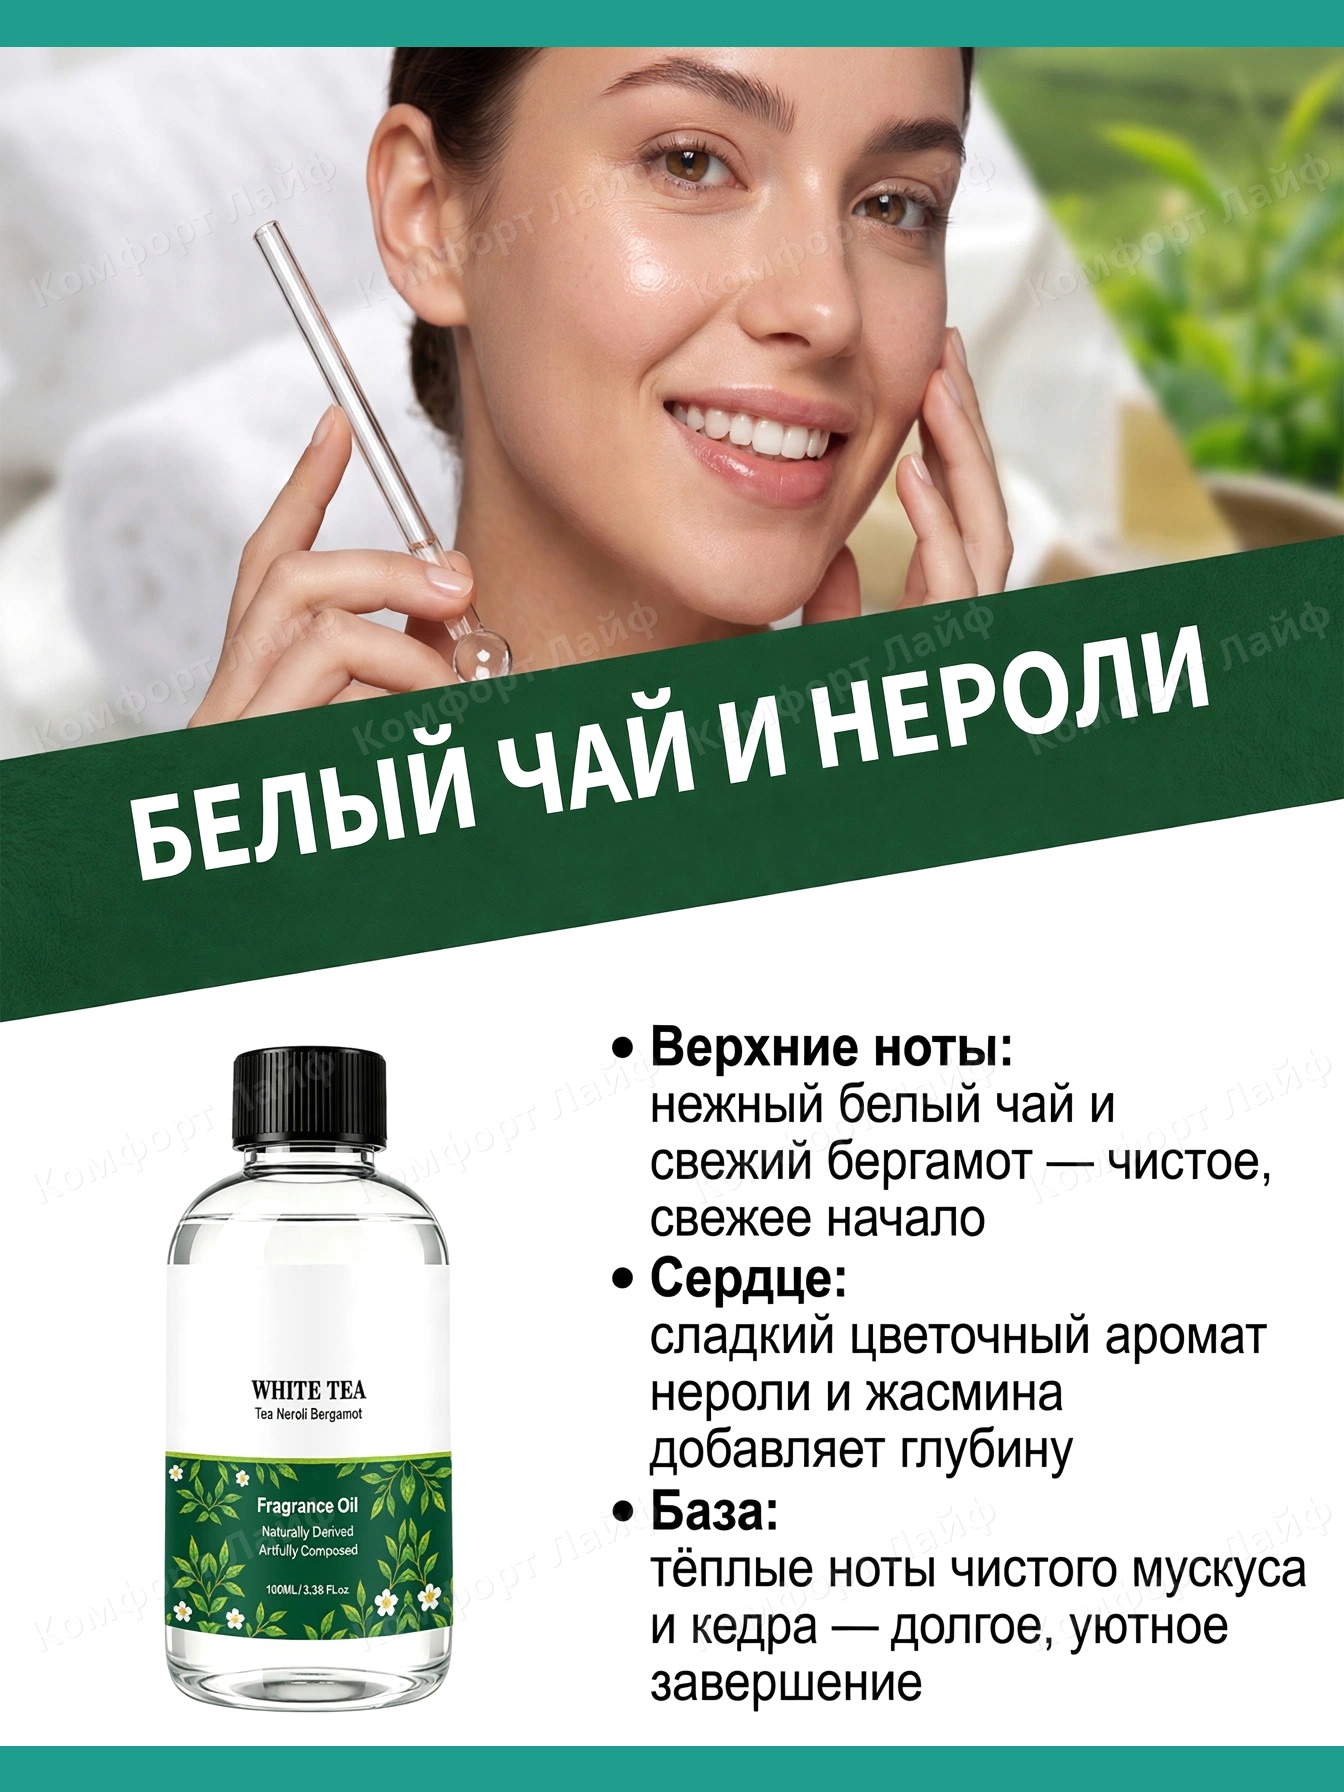 БЕЛЫЙ ЧАЙ И НЕРОЛИ
• Верхние ноты:
нежный белый чай и
свежий бергамот — чистое,
свежее начало
• Сердце:
сладкий цветочный аромат
нероли и жасмина
добавляет глубину
• База:
тёплые ноты чистого мускуса
и кедра — долгое, уютное
завершение
WHITE TEA
Tea Neroli Bergamot
Fragrance Oil
Naturally Derived
Artfully Composed
100ML/3.38 FL.oz
Комфорт Лайф